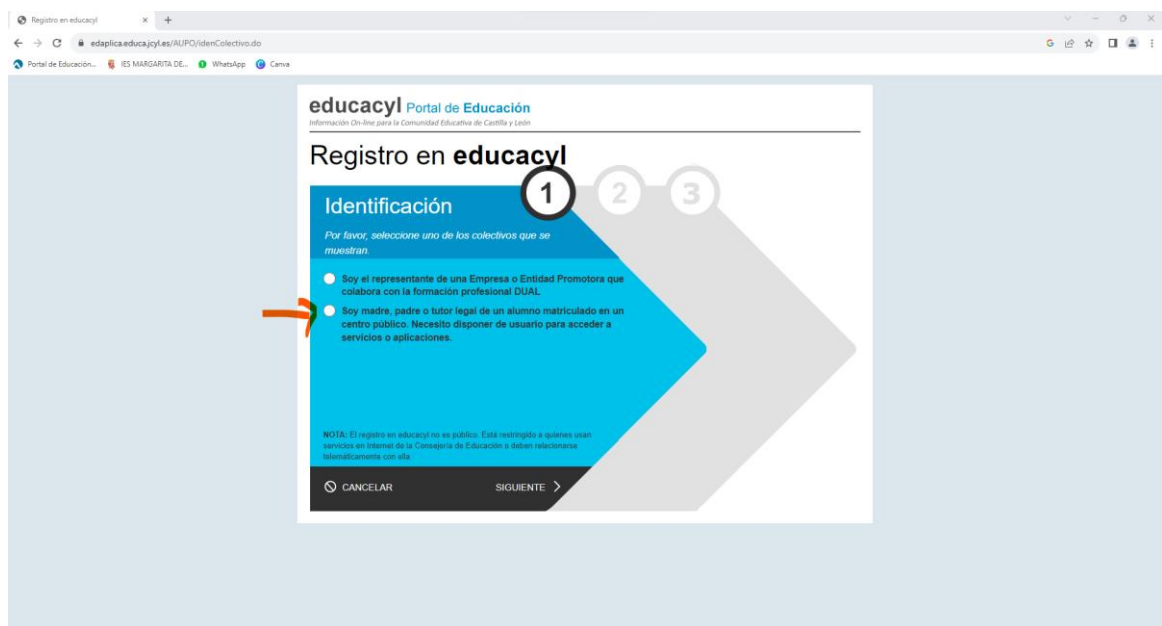 Registro en educacyl
edaplica.educa.jcyl.es/AUPO/idenColectivo.do
Portal de Educación... IES MARGARITA DE... WhatsApp Canva
educacyl Portal de Educación
Información On-line para la Comunidad Educativa de Castilla y León
Registro en educacyl
1 2 3
Identificación
Por favor, seleccione uno de los colectivos que se
muestran.
Soy el representante de una Empresa o Entidad Promotora que
colabora con la formación profesional DUAL
Soy madre, padre o tutor legal de un alumno matriculado en un
centro público. Necesito disponer de usuario para acceder a
servicios o aplicaciones.
NOTA: El registro en educacyl no es público. Está restringido a quienes usan
servicios en Internet de la Consejería de Educación o deben relacionarse
telemáticamente con ella.
CANCELAR SIGUIENTE